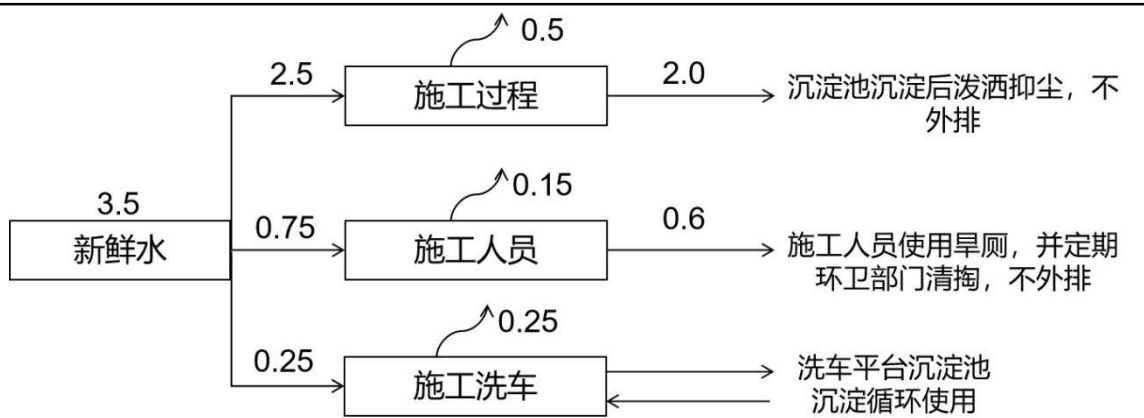 0.5
2.5
施工过程
2.0
沉淀池沉淀后泼洒抑尘，不
外排
3.5
新鲜水
0.75
0.15
施工人员
0.6
施工人员使用旱厕，并定期
环卫部门清掏，不外排
0.25
0.25
施工洗车
洗车平台沉淀池
沉淀循环使用